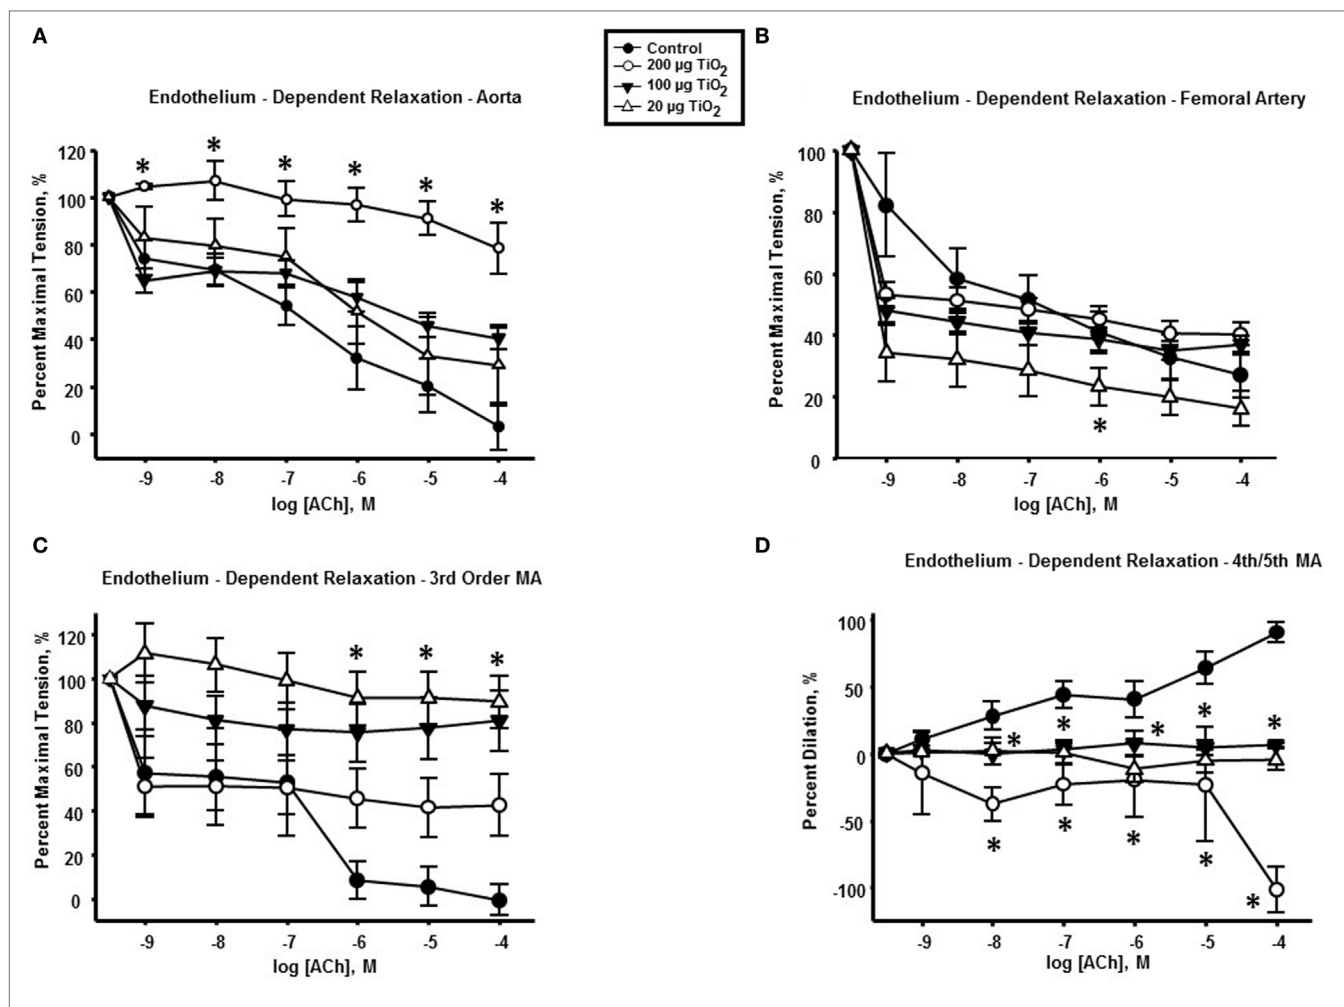 A
B
Control
200 µg TiO2
100 µg TiO2
20 µg TiO2
Endothelium - Dependent Relaxation - Aorta
Percent Maximal Tension, %
120
100
80
60
40
20
0
* * * * * *
-9 -8 -7 -6 -5 -4
log [ACh], M
Endothelium - Dependent Relaxation - Femoral Artery
Percent Maximal Tension, %
100
80
60
40
20
0
*
-9 -8 -7 -6 -5 -4
log [ACh], M
C
Endothelium - Dependent Relaxation - 3rd Order MA
Percent Maximal Tension, %
120
100
80
60
40
20
0
* * *
-9 -8 -7 -6 -5 -4
log [ACh], M
D
Endothelium - Dependent Relaxation - 4th/5th MA
Percent Dilation, %
100
50
0
-50
-100
* * * * *
* * * * *
-9 -8 -7 -6 -5 -4
log [ACh], M